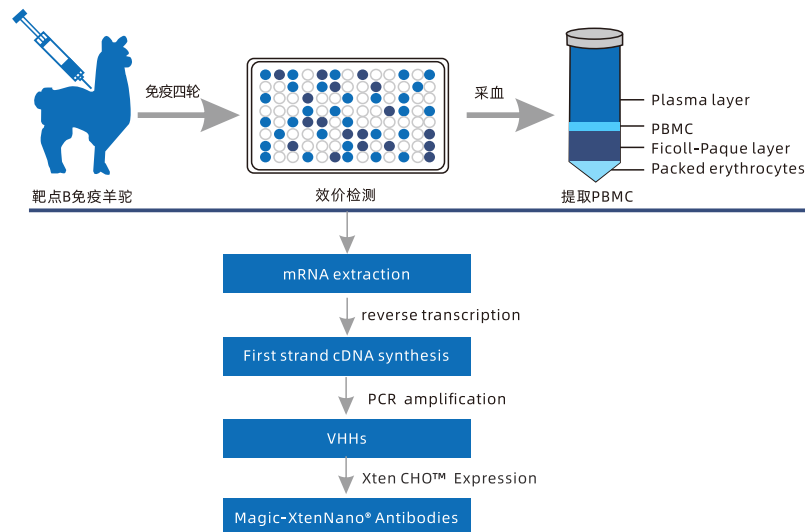 免疫四轮
采血
Plasma layer
PBMC
Ficoll-Paque layer
Packed erythrocytes
靶点B免疫羊驼
效价检测
提取PBMC
mRNA extraction
reverse transcription
First strand cDNA synthesis
PCR amplification
VHHs
Xten CHO™ Expression
Magic-XtenNano® Antibodies